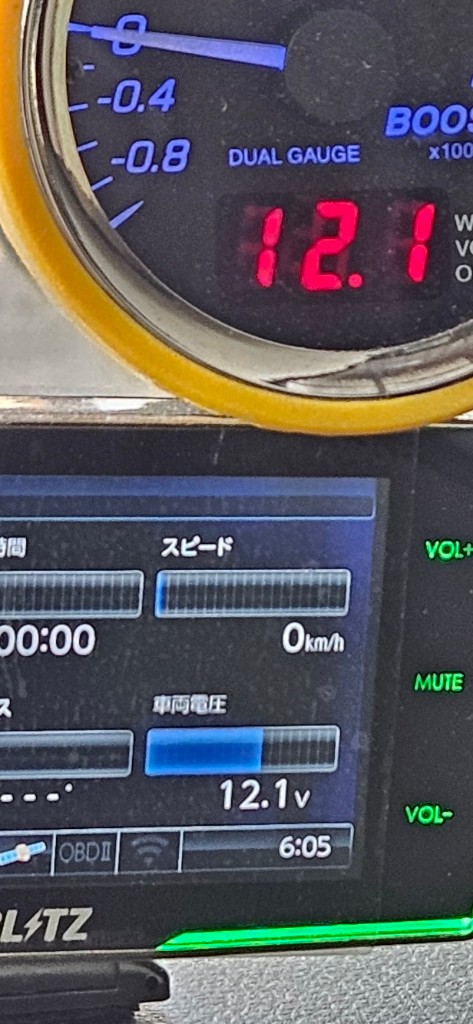 0
-0.4
-0.8
BOOS
DUAL GAUGE
x100
12.1
W
VO
O
時間
スピード
00:00
0km/h
VOL+
MUTE
ス
車両電圧
---°
12.1v
VOL-
OBDⅡ
6:05
BLITZ